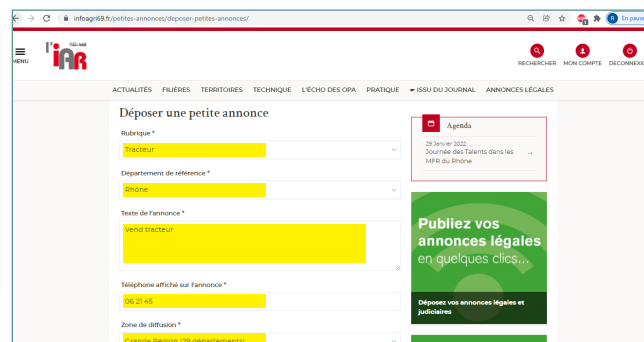 infoagri69.fr/petites-annonces/deposer-petites-annonces/
En pause
MENU
l'iAR
RECHERCHER
MON COMPTE
DECONNEXIO
ACTUALITÉS
FILIÈRES
TERRITOIRES
TECHNIQUE
L'ÉCHO DES OPA
PRATIQUE
ISSU DU JOURNAL
ANNONCES LÉGALES
Déposer une petite annonce
Rubrique *
Tracteur
Département de référence *
Rhône
Texte de l'annonce *
Vend tracteur
Téléphone affiché sur l'annonce *
06 21 45
Zone de diffusion *
Grande Région (29 départements)
Agenda
29 Janvier 2022
Journée des Talents dans les
MFR du Rhône
Publiez vos
annonces légales
en quelques clics...
Déposez vos annonces légales et
judiciaires